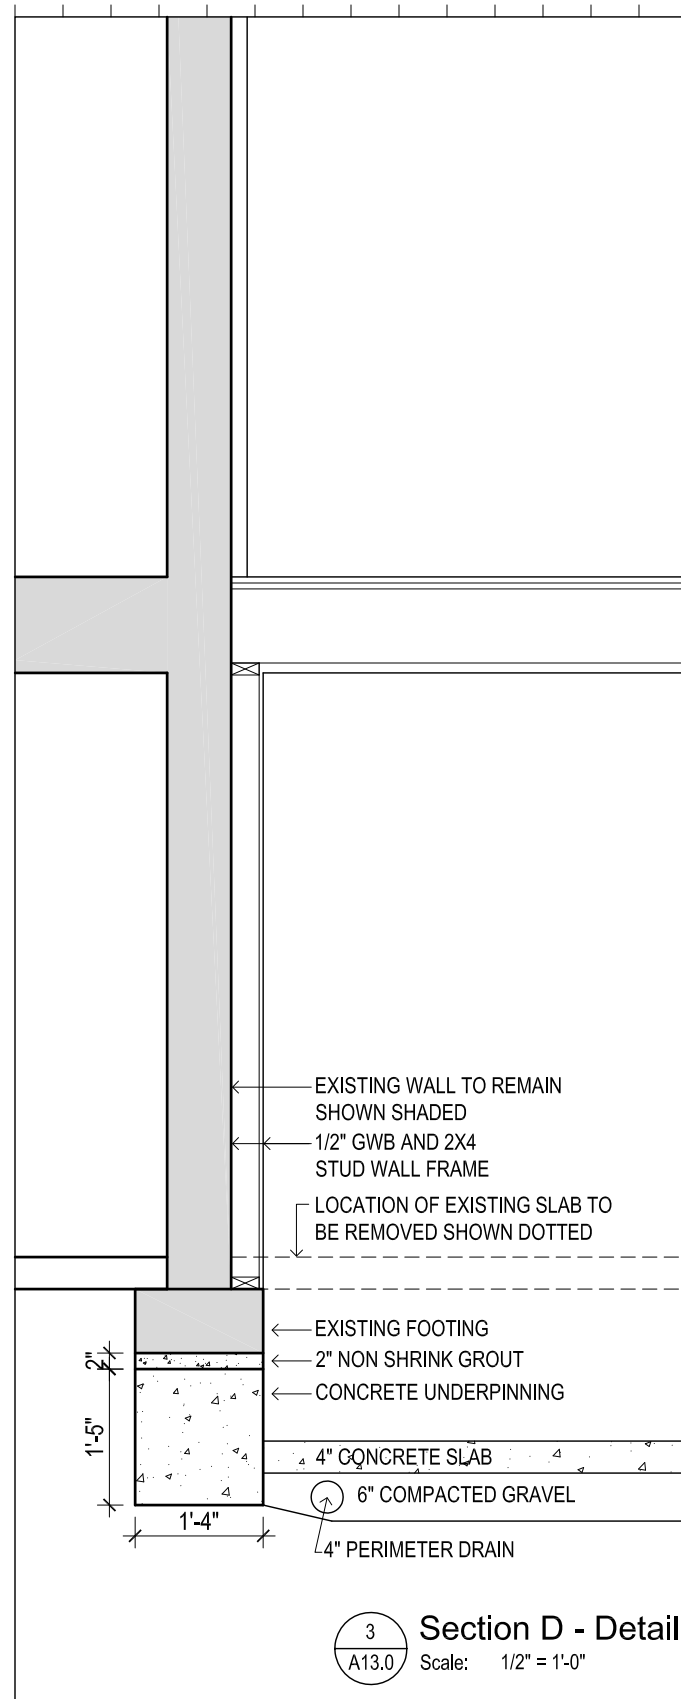 EXISTING WALL TO REMAIN
SHOWN SHADED
1/2" GWB AND 2X4
STUD WALL FRAME
LOCATION OF EXISTING SLAB TO
BE REMOVED SHOWN DOTTED
EXISTING FOOTING
2"
2" NON SHRINK GROUT
CONCRETE UNDERPINNING
1'-5"
4" CONCRETE SLAB
6" COMPACTED GRAVEL
1'-4"
4" PERIMETER DRAIN
3
A13.0
Section D - Detail
Scale: 1/2" = 1'-0"